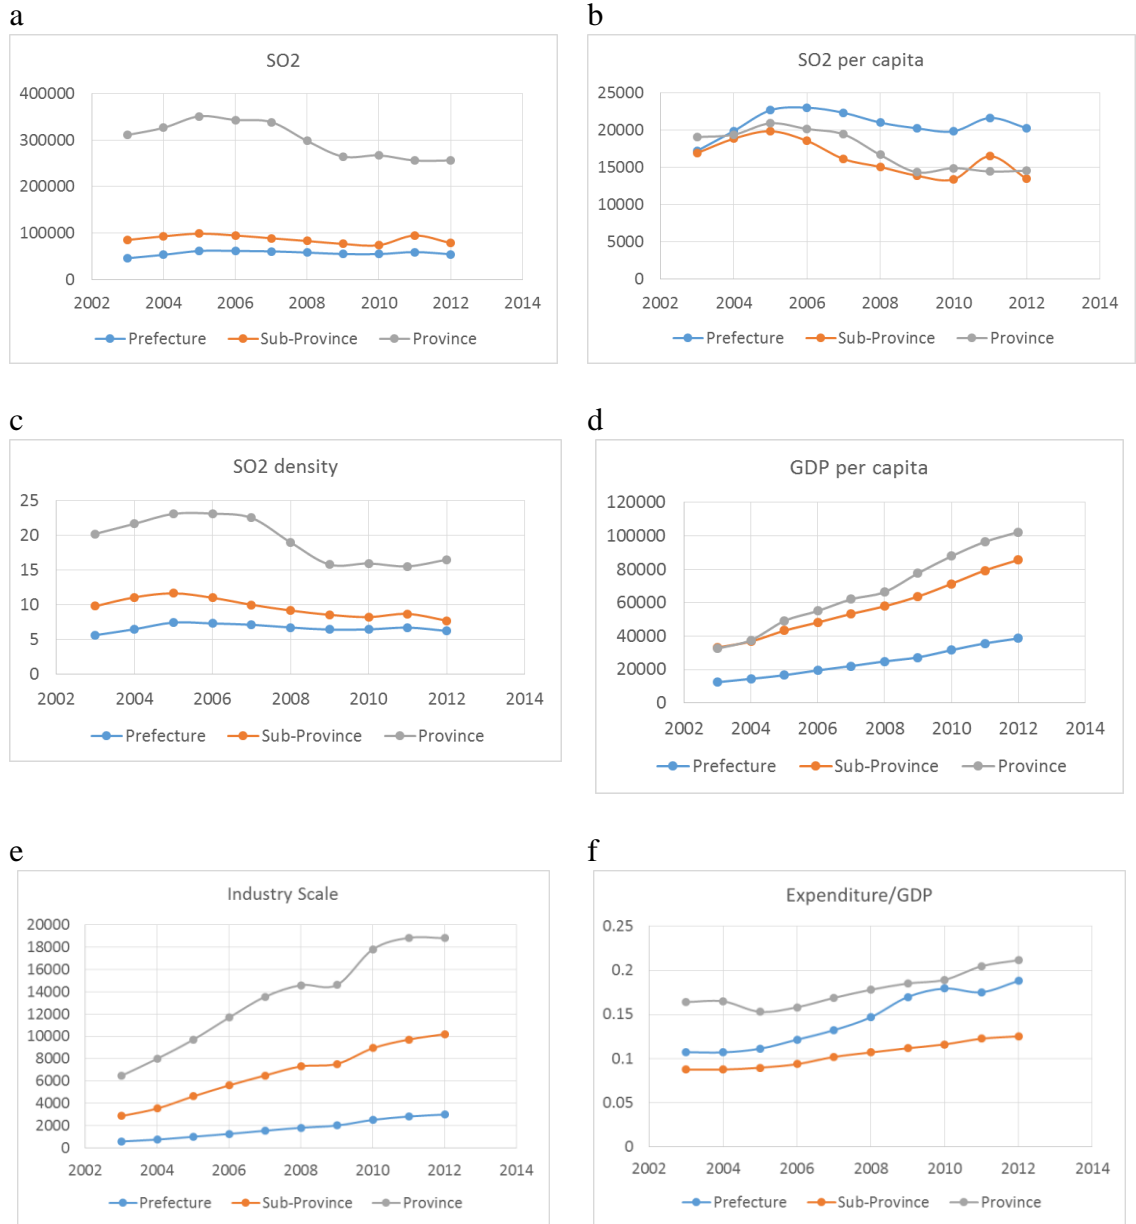 a
SO2
400000
300000
200000
100000
0
2002 2004 2006 2008 2010 2012 2014
Prefecture Sub-Province Province
b
SO2 per capita
25000
20000
15000
10000
5000
0
2002 2004 2006 2008 2010 2012 2014
Prefecture Sub-Province Province
c
SO2 density
25
20
15
10
5
0
2002 2004 2006 2008 2010 2012 2014
Prefecture Sub-Province Province
d
GDP per capita
120000
100000
80000
60000
40000
20000
0
2002 2004 2006 2008 2010 2012 2014
Prefecture Sub-Province Province
e
Industry Scale
20000
18000
16000
14000
12000
10000
8000
6000
4000
2000
0
2002 2004 2006 2008 2010 2012 2014
Prefecture Sub-Province Province
f
Expenditure/GDP
0.25
0.2
0.15
0.1
0.05
0
2002 2004 2006 2008 2010 2012 2014
Prefecture Sub-Province Province